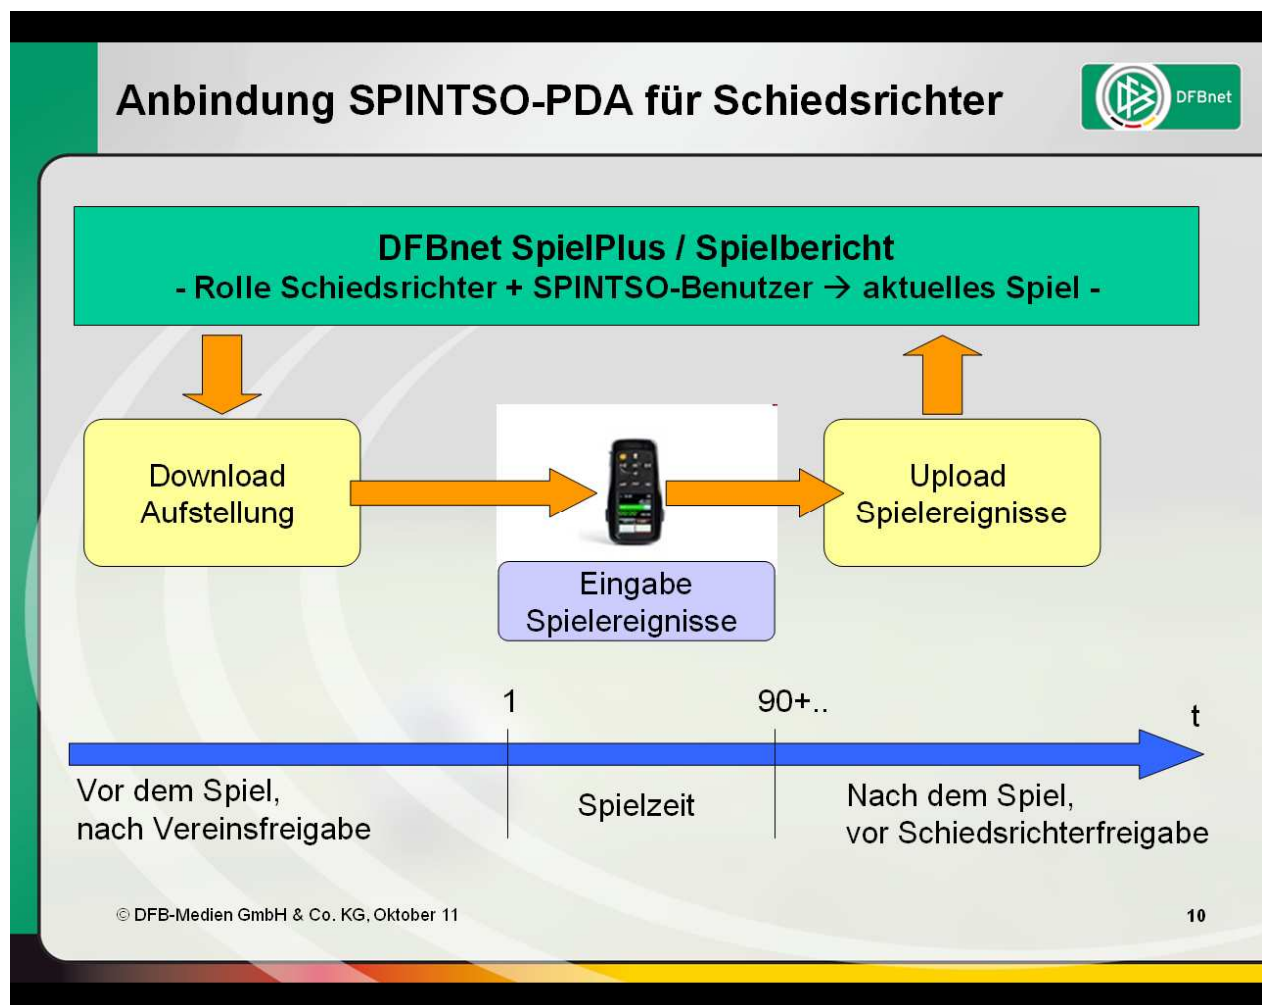 Anbindung SPINTSO-PDA für Schiedsrichter
DFBnet
DFBnet SpielPlus / Spielbericht
- Rolle Schiedsrichter + SPINTSO-Benutzer → aktuelles Spiel -
Download
Aufstellung
Upload
Spielereignisse
Eingabe
Spielereignisse
1
90+..
t
Vor dem Spiel,
nach Vereinsfreigabe
Spielzeit
Nach dem Spiel,
vor Schiedsrichterfreigabe
© DFB-Medien GmbH & Co. KG, Oktober 11
10